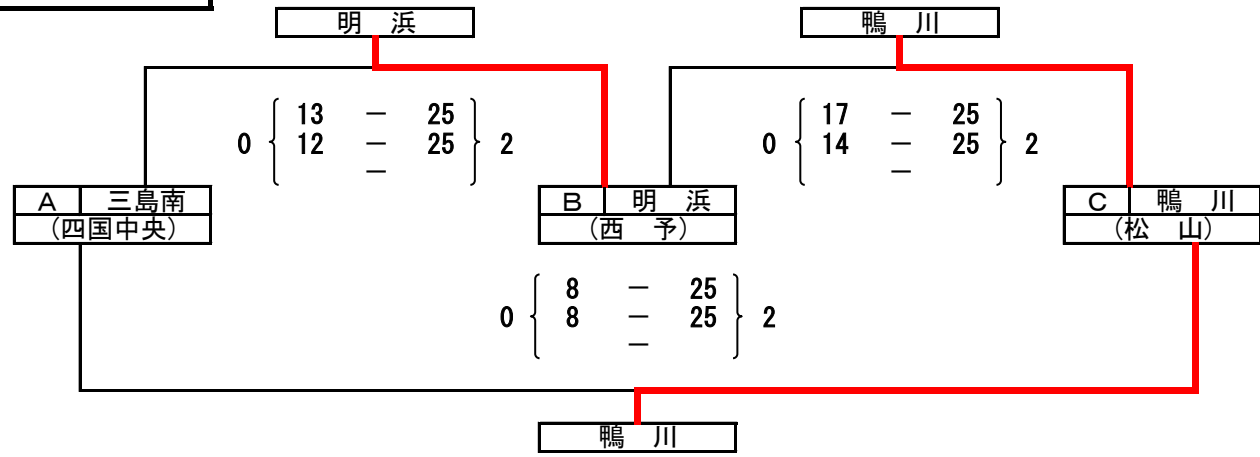 明　浜
鴨　川
13 － 25
17 － 25
0 12 － 25 2
0 14 － 25 2
－
－
A 三島南
B 明　浜
C 鴨　川
（四国中央）
（西　予）
（松　山）
8 － 25
0 8 － 25 2
－
鴨　川